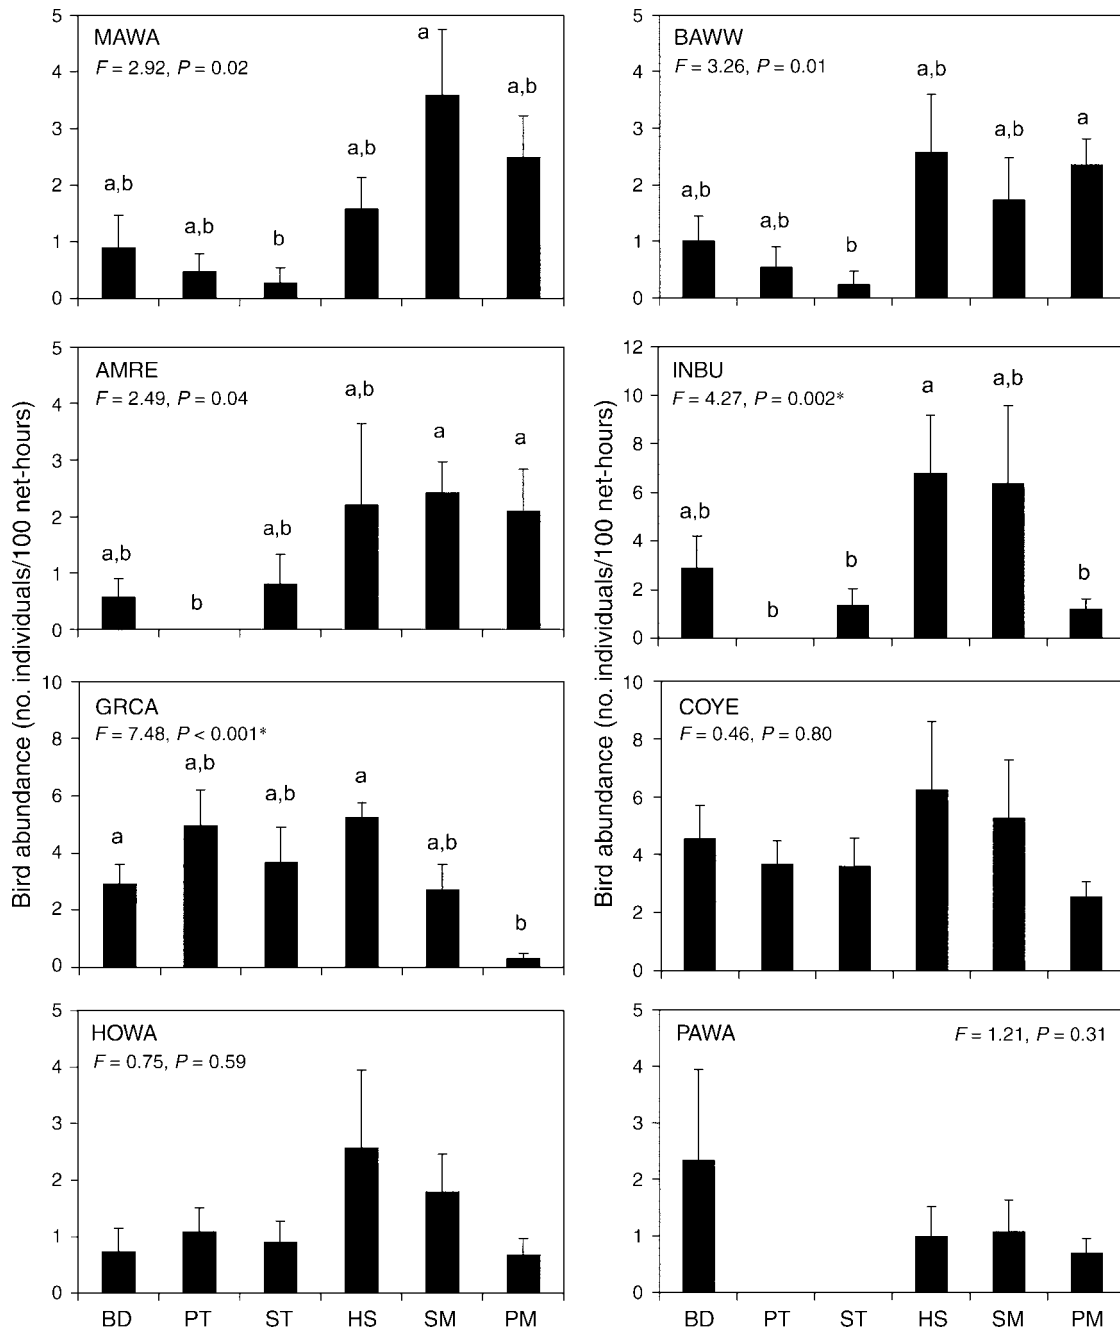 MAWA
F = 2.92, P = 0.02
5
4
3
2
1
0
a,b
a,b
b
a,b
a
a,b
BAWW
F = 3.26, P = 0.01
5
4
3
2
1
0
a,b
a,b
b
a,b
a,b
a
AMRE
F = 2.49, P = 0.04
5
4
3
2
1
0
a,b
b
a,b
a,b
a
a
INBU
F = 4.27, P = 0.002*
12
10
8
6
4
2
0
a,b
b
b
a
a,b
b
Bird abundance (no. individuals/100 net-hours)
Bird abundance (no. individuals/100 net-hours)
GRCA
F = 7.48, P < 0.001*
10
8
6
4
2
0
a
a,b
a,b
a
a,b
b
COYE
F = 0.46, P = 0.80
10
8
6
4
2
0
HOWA
F = 0.75, P = 0.59
5
4
3
2
1
0
BD PT ST HS SM PM
PAWA
F = 1.21, P = 0.31
5
4
3
2
1
0
BD PT ST HS SM PM